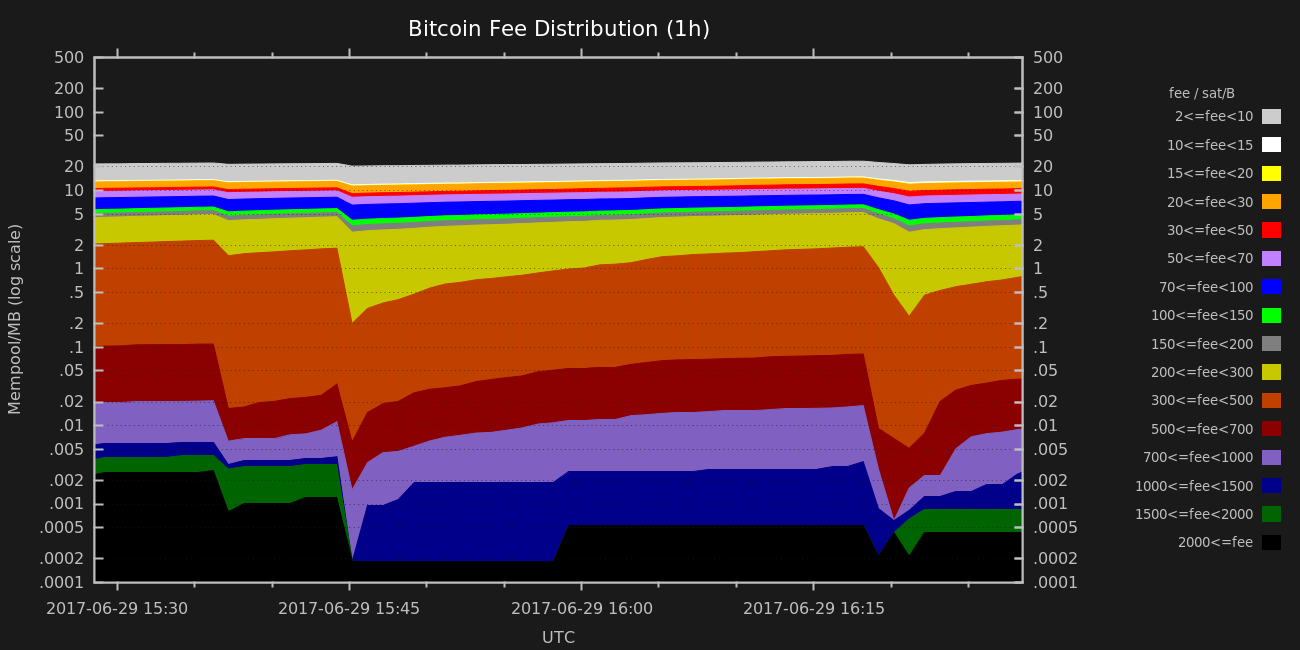 Bitcoin Fee Distribution (1h)
500
200
100
50
20
10
5
2
1
.5
.2
.1
.05
.02
.01
.005
.002
.001
.0005
.0002
.0001
Mempool/MB (log scale)
500
200
100
50
20
10
5
2
1
.5
.2
.1
.05
.02
.01
.005
.002
.001
.0005
.0002
.0001
2017-06-29 15:30
2017-06-29 15:45
2017-06-29 16:00
2017-06-29 16:15
UTC
fee / sat/B
2<=fee<10
10<=fee<15
15<=fee<20
20<=fee<30
30<=fee<50
50<=fee<70
70<=fee<100
100<=fee<150
150<=fee<200
200<=fee<300
300<=fee<500
500<=fee<700
700<=fee<1000
1000<=fee<1500
1500<=fee<2000
2000<=fee